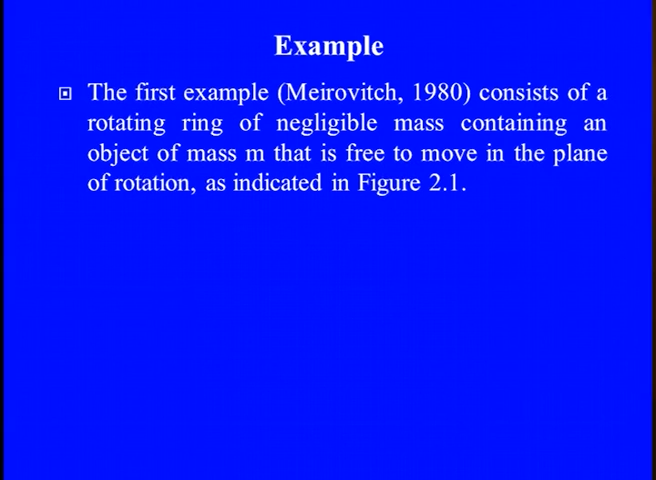 Example
The first example (Meirovitch, 1980) consists of a
rotating ring of negligible mass containing an
object of mass m that is free to move in the plane
of rotation, as indicated in Figure 2.1.